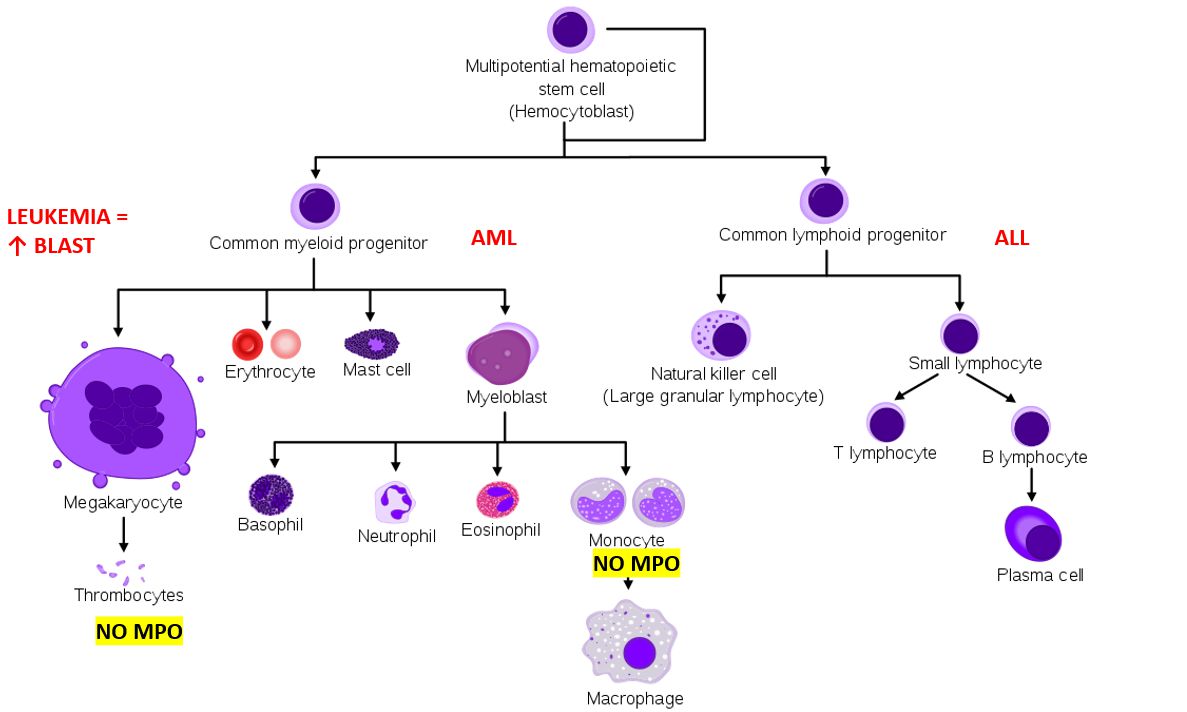 Multipotential hematopoietic
stem cell
(Hemocytoblast)
LEUKEMIA =
↑ BLAST
Common myeloid progenitor
AML
Common lymphoid progenitor
ALL
Erythrocyte
Mast cell
Myeloblast
Natural killer cell
(Large granular lymphocyte)
Small lymphocyte
T lymphocyte
B lymphocyte
Megakaryocyte
Basophil
Neutrophil
Eosinophil
Monocyte
NO MPO
Plasma cell
Thrombocytes
NO MPO
Macrophage